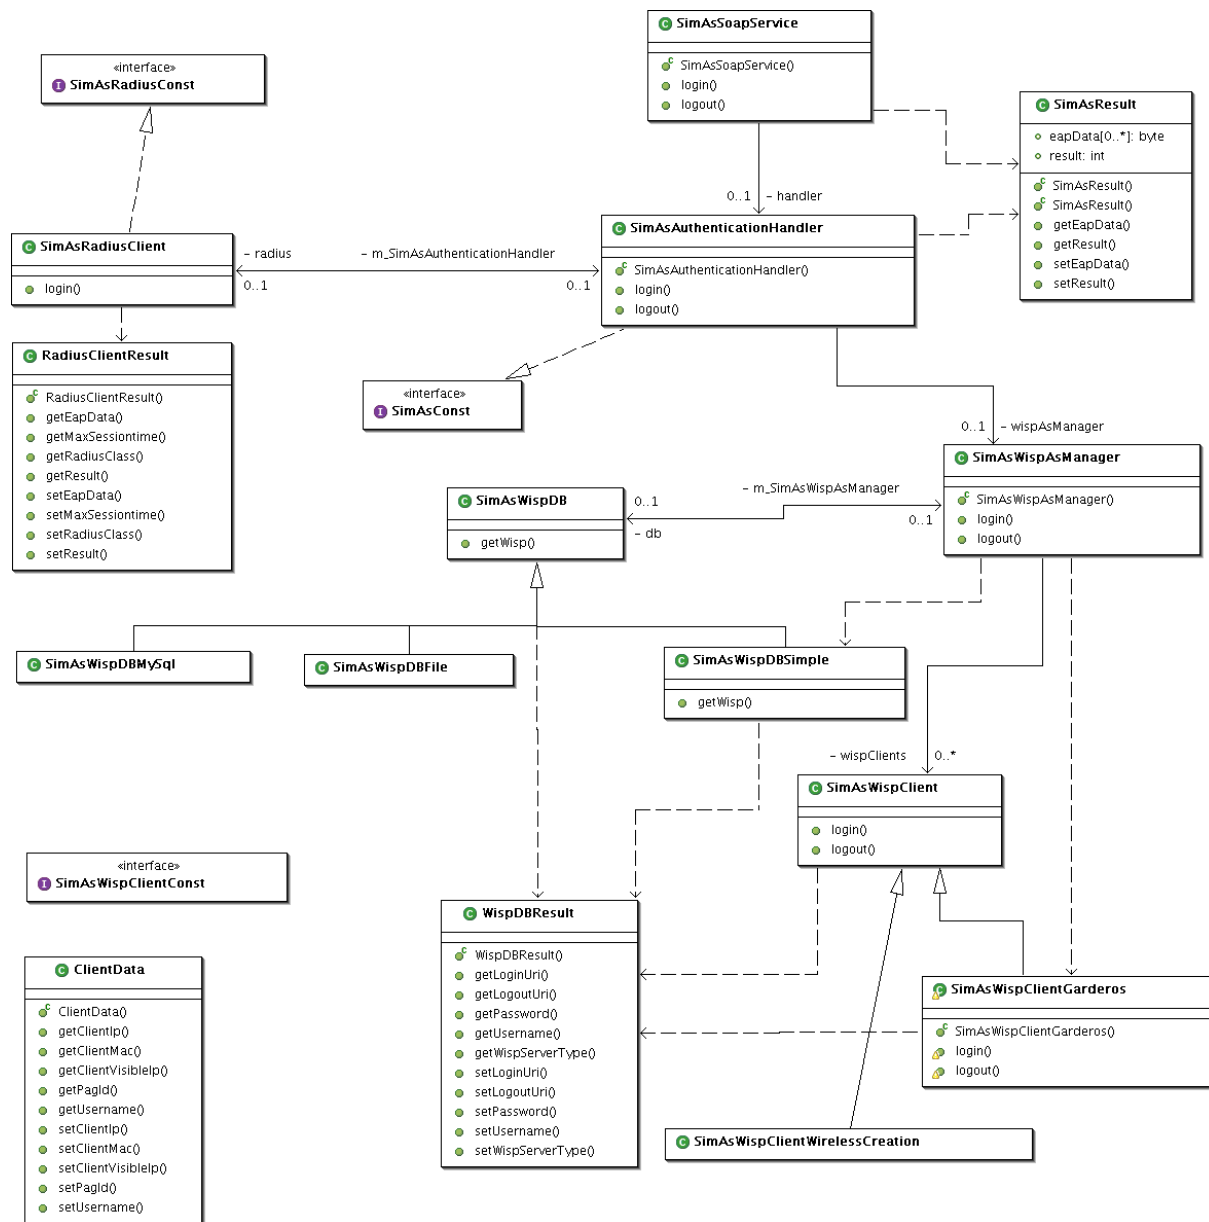 SimAsSoapService
SimAsSoapService()
login()
logout()
«interface»
I SimAsRadiusConst
C SimAsResult
eapData[0..*]: byte
result: int
SimAsResult()
SimAsResult()
getEapData()
getResult()
setEapData()
setResult()
0..1 – handler
C SimAsAuthenticationHandler
SimAsAuthenticationHandler()
login()
logout()
C SimAsRadiusClient
login()
– radius – m_SimAsAuthenticationHandler
0..1 0..1
C RadiusClientResult
RadiusClientResult()
getEapData()
getMaxSessiontime()
getRadiusClass()
getResult()
setEapData()
setMaxSessiontime()
setRadiusClass()
setResult()
«interface»
I SimAsConst
0..1 – wispAsManager
C SimAsWispAsManager
SimAsWispAsManager()
login()
logout()
C SimAsWispDB
getWisp()
0..1 – m_SimAsWispAsManager
– db 0..1
C SimAsWispDBMySql
C SimAsWispDBFile
C SimAsWispDBSimple
getWisp()
– wispClients 0..*
C SimAsWispClient
login()
logout()
«interface»
I SimAsWispClientConst
C WispDBResult
WispDBResult()
getLoginUri()
getLogoutUri()
getPassword()
getUsername()
getWispServerType()
setLoginUri()
setLogoutUri()
setPassword()
setUsername()
setWispServerType()
C ClientData
ClientData()
getClientIp()
getClientMac()
getClientVisibleIp()
getPagId()
getUsername()
setClientIp()
setClientMac()
setClientVisibleIp()
setPagId()
setUsername()
C SimAsWispClientGarderos
SimAsWispClientGarderos()
login()
logout()
C SimAsWispClientWirelessCreation